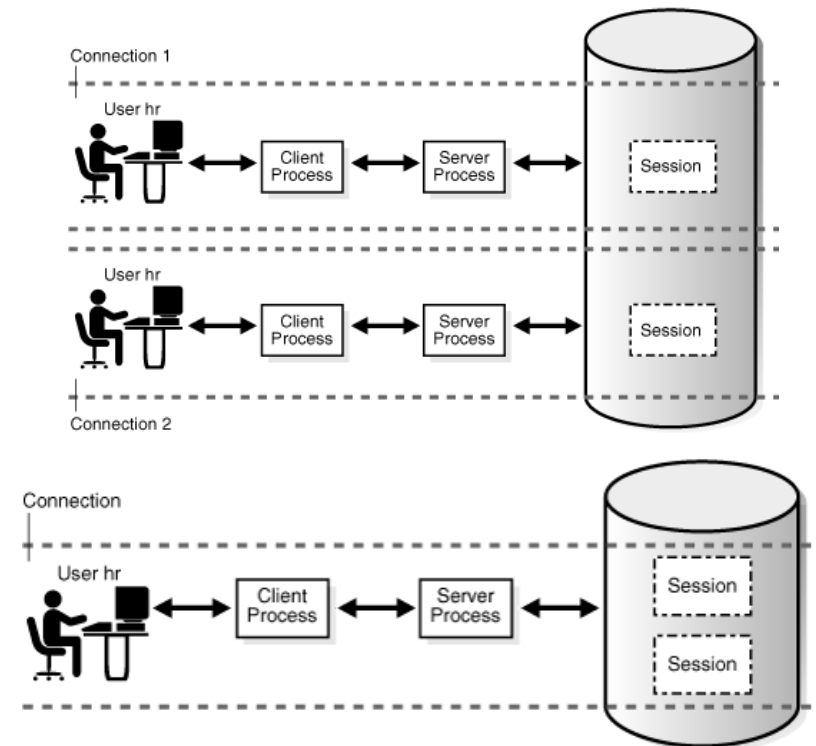 Connection 1
User hr
Client
Process
Server
Process
Session
User hr
Client
Process
Server
Process
Session
Connection 2
Connection
User hr
Client
Process
Server
Process
Session
Session